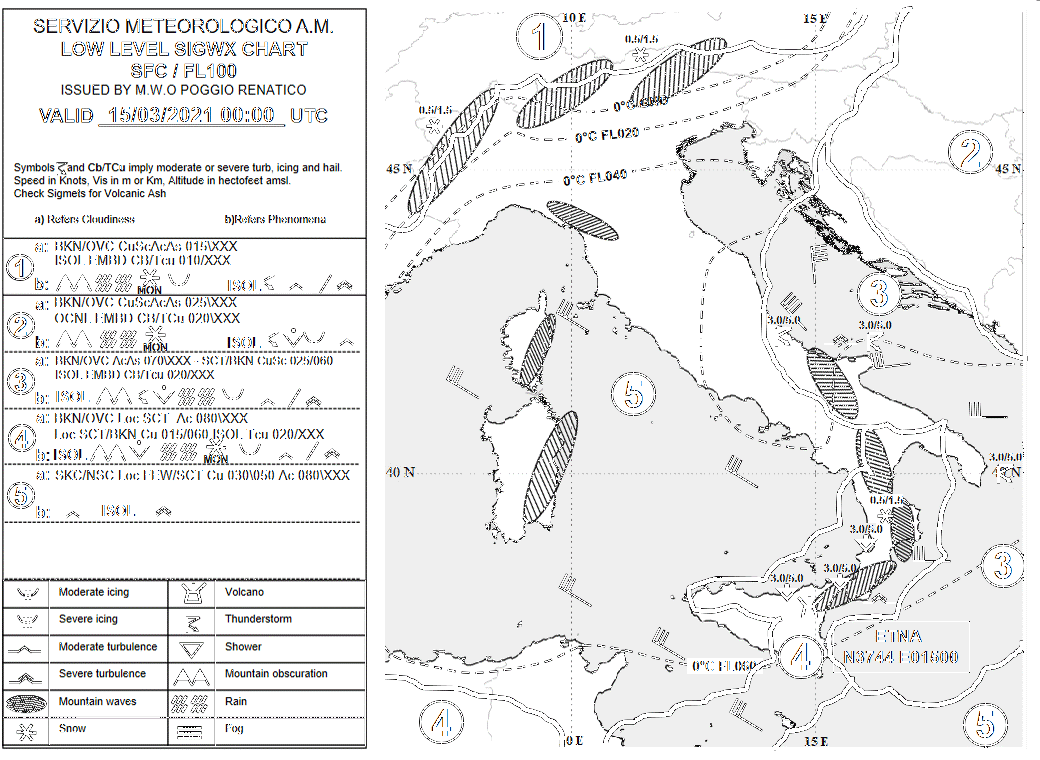 SERVIZIO METEOROLOGICO A.M.
LOW LEVEL SIGWX CHART
SFC / FL100
ISSUED BY M.W.O POGGIO RENATICO
VALID 15/03/2021 00:00 UTC
Symbols and Cb/TCu imply moderate or severe turb, icing and hail.
Speed in Knots, Vis in m or Km, Altitude in hectofeet amsl.
Check Sigmets for Volcanic Ash
a) Refers Cloudiness b)Refers Phenomena
1
a: BKN/OVC CuScAcAs 015\XXX
ISOL EMBD CB/Tcu 010/XXX
b: MON ISOL /
2
a: BKN/OVC CuScAcAs 025\XXX
OCNL EMBD CB/TCu 020\XXX
b: MON ISOL
3
a: BKN/OVC AcAs 070\XXX - SCT/BKN CuSc 025/060
ISOL EMBD CB/Tcu 020/XXX
b: ISOL /
4
a: BKN/OVC Loc SCT Ac 080\XXX
Loc SCT/BKN Cu 015/060 ISOL Tcu 020/XXX
b: ISOL MON /
5
a: SKC/NSC Loc FEW/SCT Cu 030\050 Ac 080\XXX
b: ISOL
Moderate icing Volcano
Severe icing Thunderstorm
Moderate turbulence Shower
Severe turbulence Mountain obscuration
Mountain waves Rain
Snow Fog
10 E 15 E
1
0.5/1.5
0.5/1.5
0°C
0°C FL020
2
45 N 45 N
0°C FL040
3
3.0/5.0 3.0/5.0
5
40 N
3.0/5.0
0.5/1.5
3.0/5.0
3.0/5.0 3.0/5.0
3
ETNA
N3744 E01500
4
0°C FL060
4
5
0 E 15 E